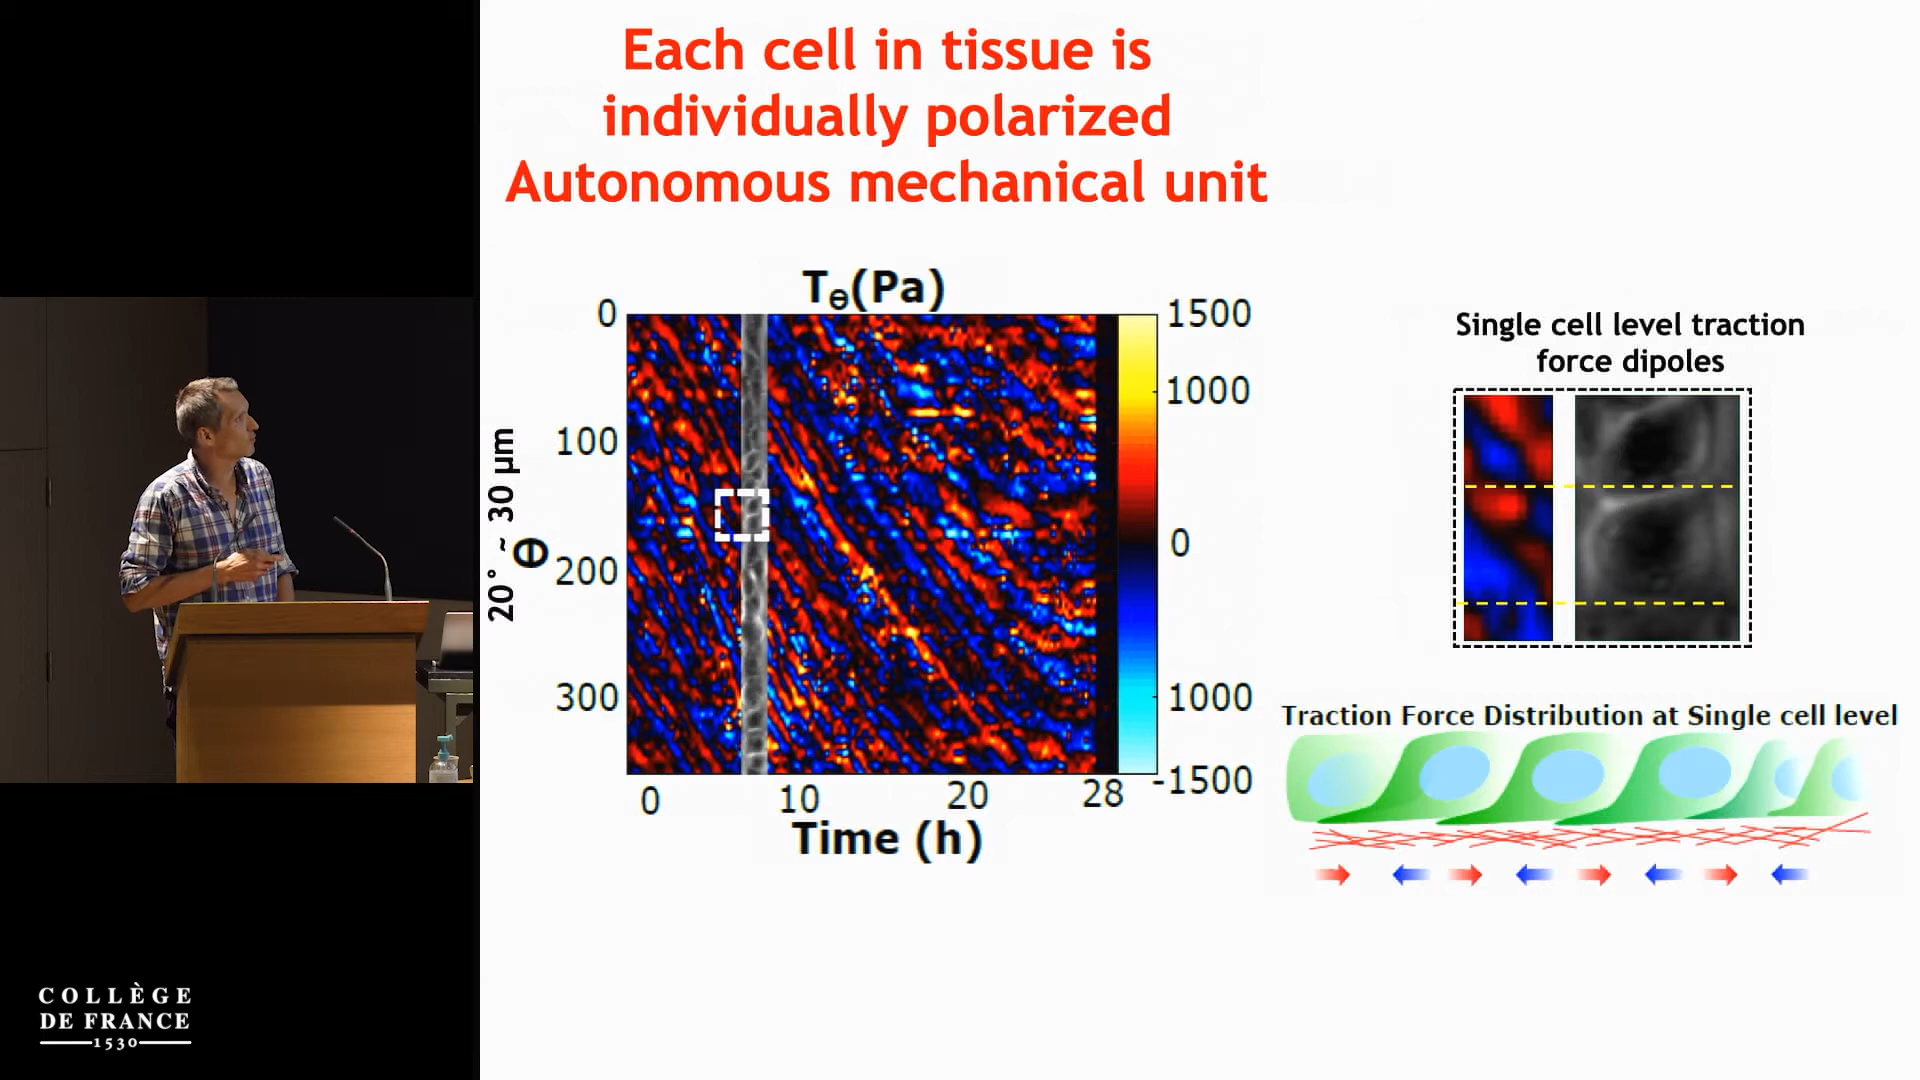 Each cell in tissue is
individually polarized
Autonomous mechanical unit
Tθ(Pa)
0
100
200
300
20° ~ 30 µm
θ
0
10
20
28
Time (h)
1500
1000
0
1000
-1500
Single cell level traction
force dipoles
Traction Force Distribution at Single cell level
COLLÈGE
DE FRANCE
1530